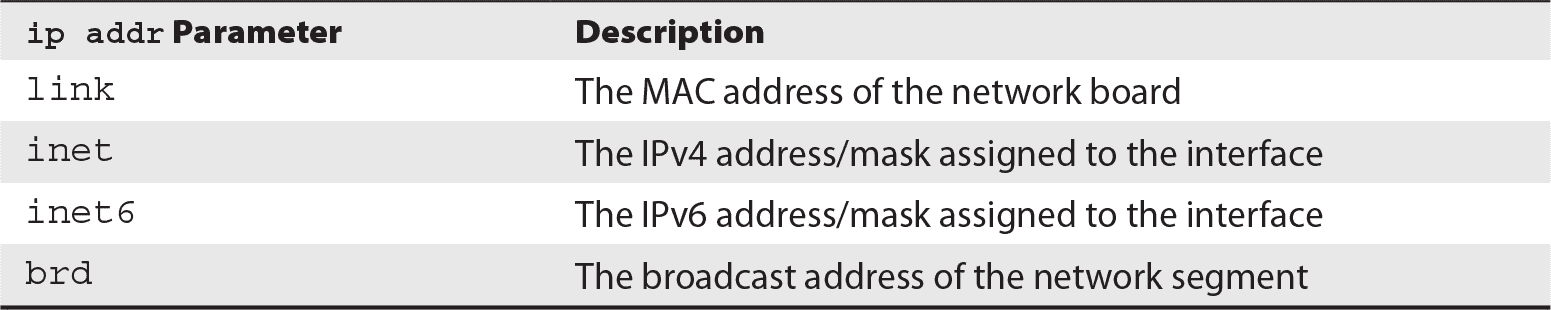 ip addr Parameter Description
link The MAC address of the network board
inet The IPv4 address/mask assigned to the interface
inet6 The IPv6 address/mask assigned to the interface
brd The broadcast address of the network segment